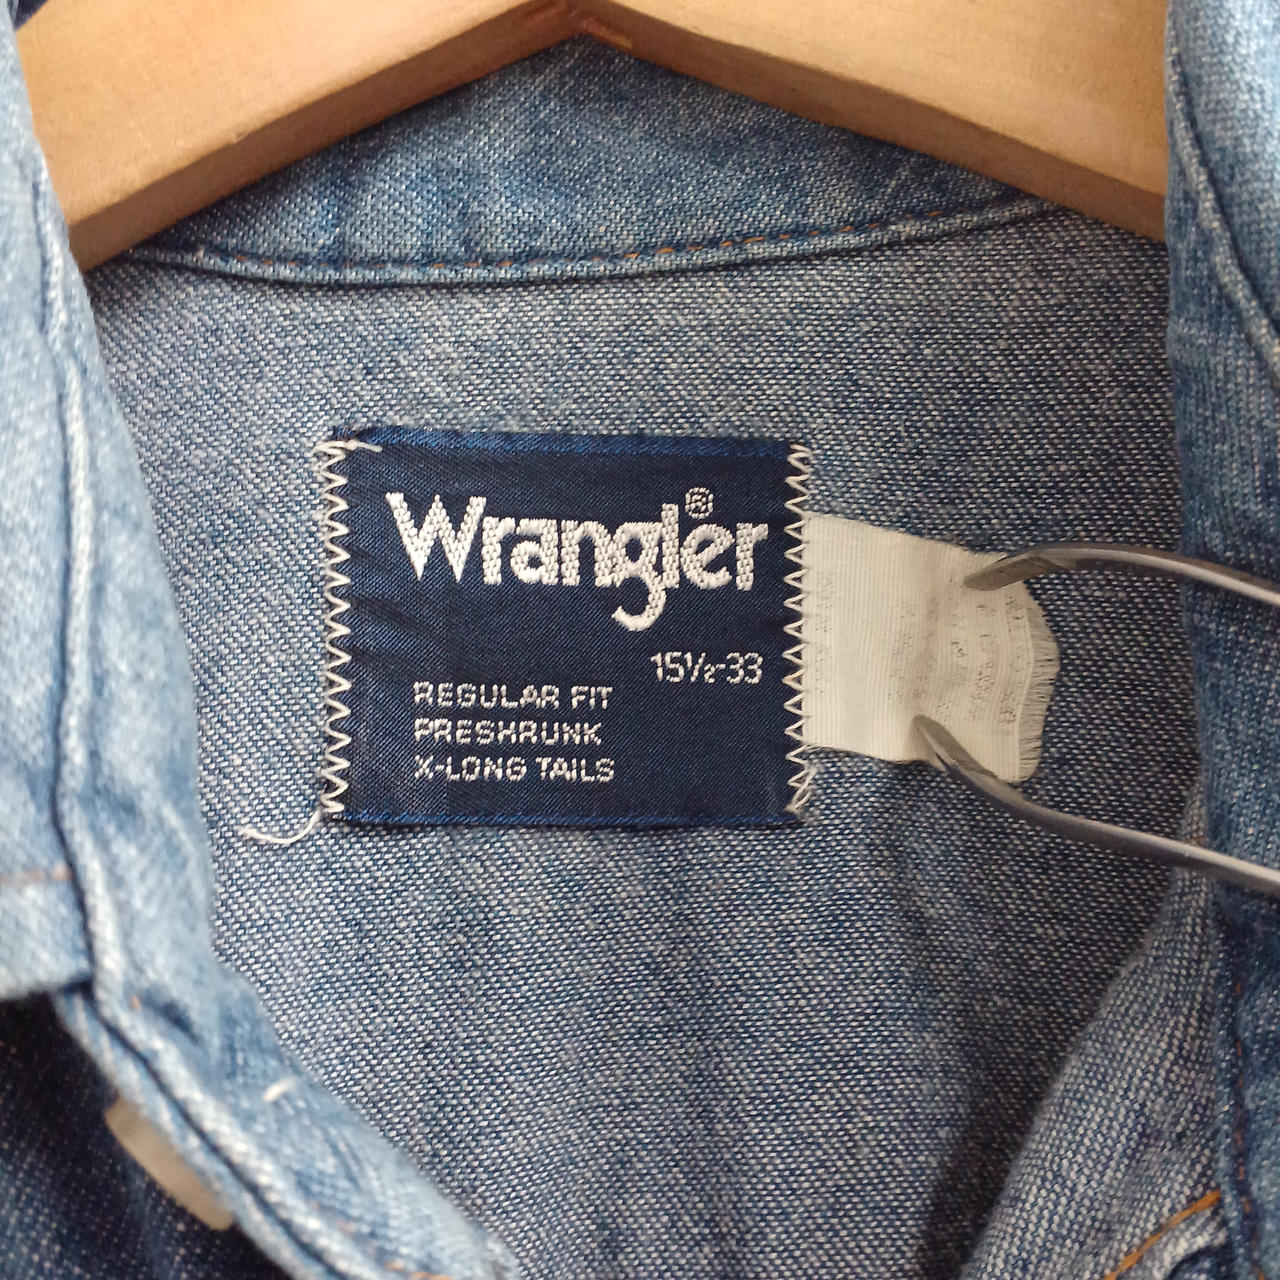 Wrangler®
15½-33
REGULAR FIT
PRESHRUNK
X-LONG TAILS